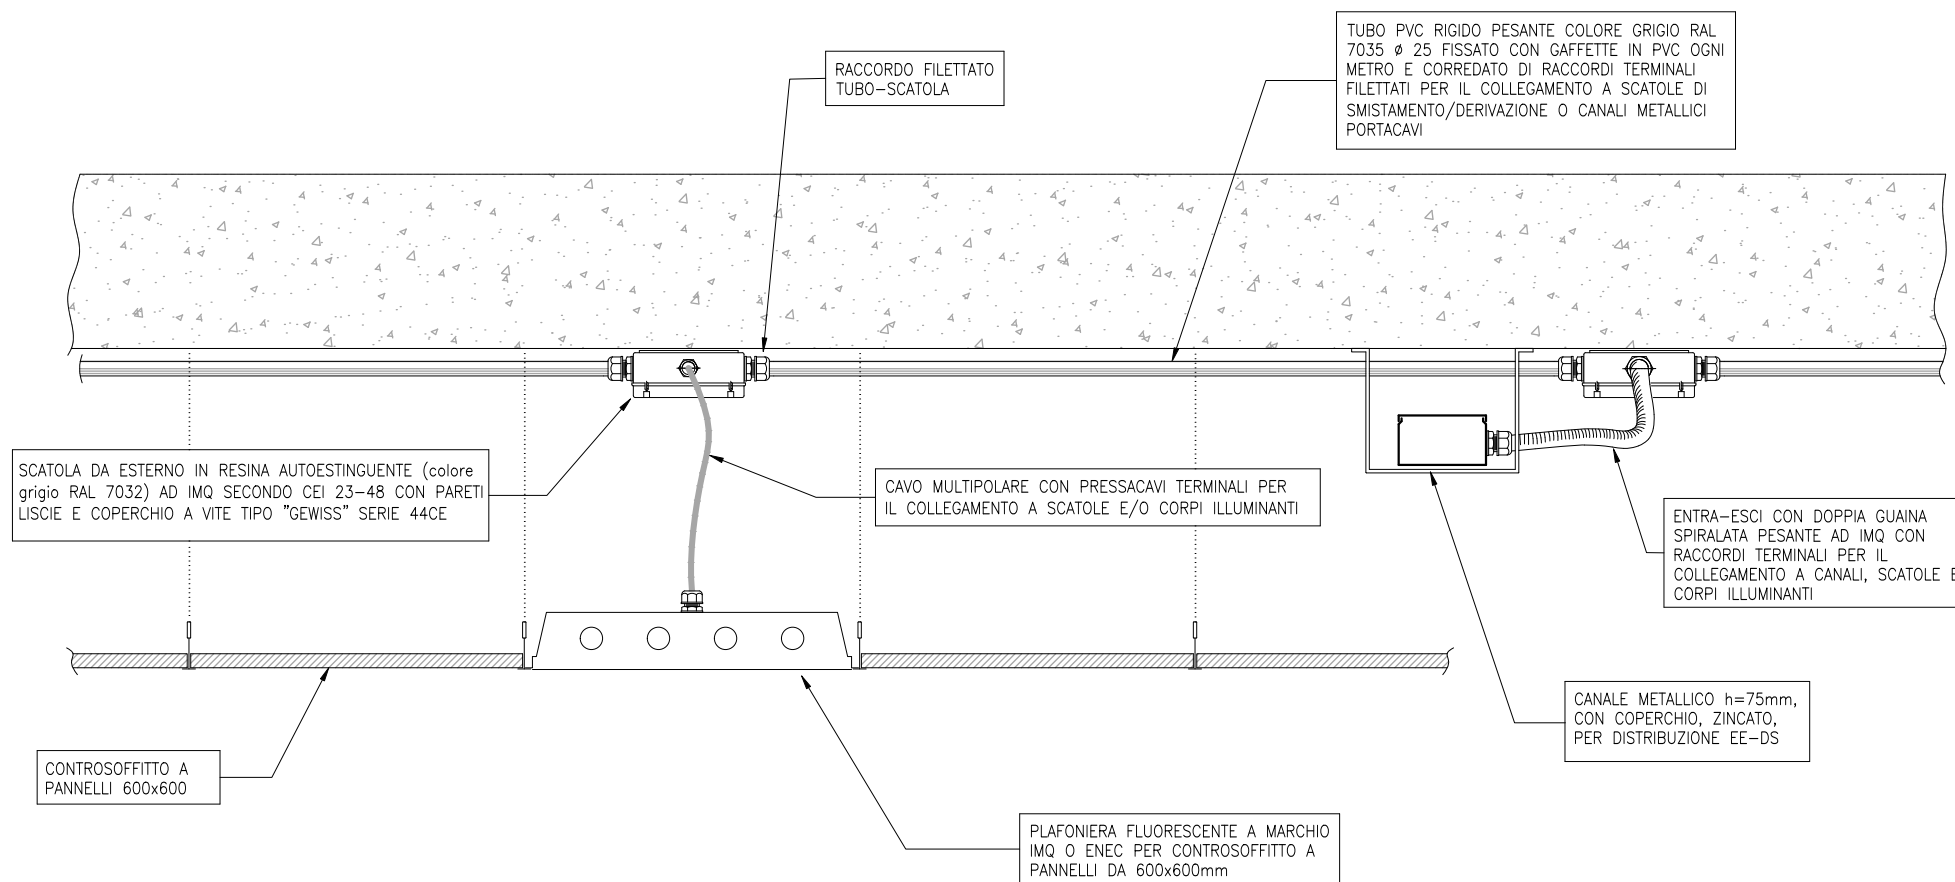 RACCORDO FILETTATO
TUBO-SCATOLA
TUBO PVC RIGIDO PESANTE COLORE GRIGIO RAL
7035 ø 25 FISSATO CON GAFFETTE IN PVC OGNI
METRO E CORREDATO DI RACCORDI TERMINALI
FILETTATI PER IL COLLEGAMENTO A SCATOLE DI
SMISTAMENTO/DERIVAZIONE O CANALI METALLICI
PORTACAVI
SCATOLA DA ESTERNO IN RESINA AUTOESTINGUENTE (colore
grigio RAL 7032) AD IMQ SECONDO CEI 23-48 CON PARETI
LISCIE E COPERCHIO A VITE TIPO "GEWISS" SERIE 44CE
CAVO MULTIPOLARE CON PRESSACAVI TERMINALI PER
IL COLLEGAMENTO A SCATOLE E/O CORPI ILLUMINANTI
ENTRA-ESCI CON DOPPIA GUAINA
SPIRALATA PESANTE AD IMQ CON
RACCORDI TERMINALI PER IL
COLLEGAMENTO A CANALI, SCATOLE E
CORPI ILLUMINANTI
CANALE METALLICO h=75mm,
CON COPERCHIO, ZINCATO,
PER DISTRIBUZIONE EE-DS
CONTROSOFFITTO A
PANNELLI 600x600
PLAFONIERA FLUORESCENTE A MARCHIO
IMQ O ENEC PER CONTROSOFFITTO A
PANNELLI DA 600x600mm